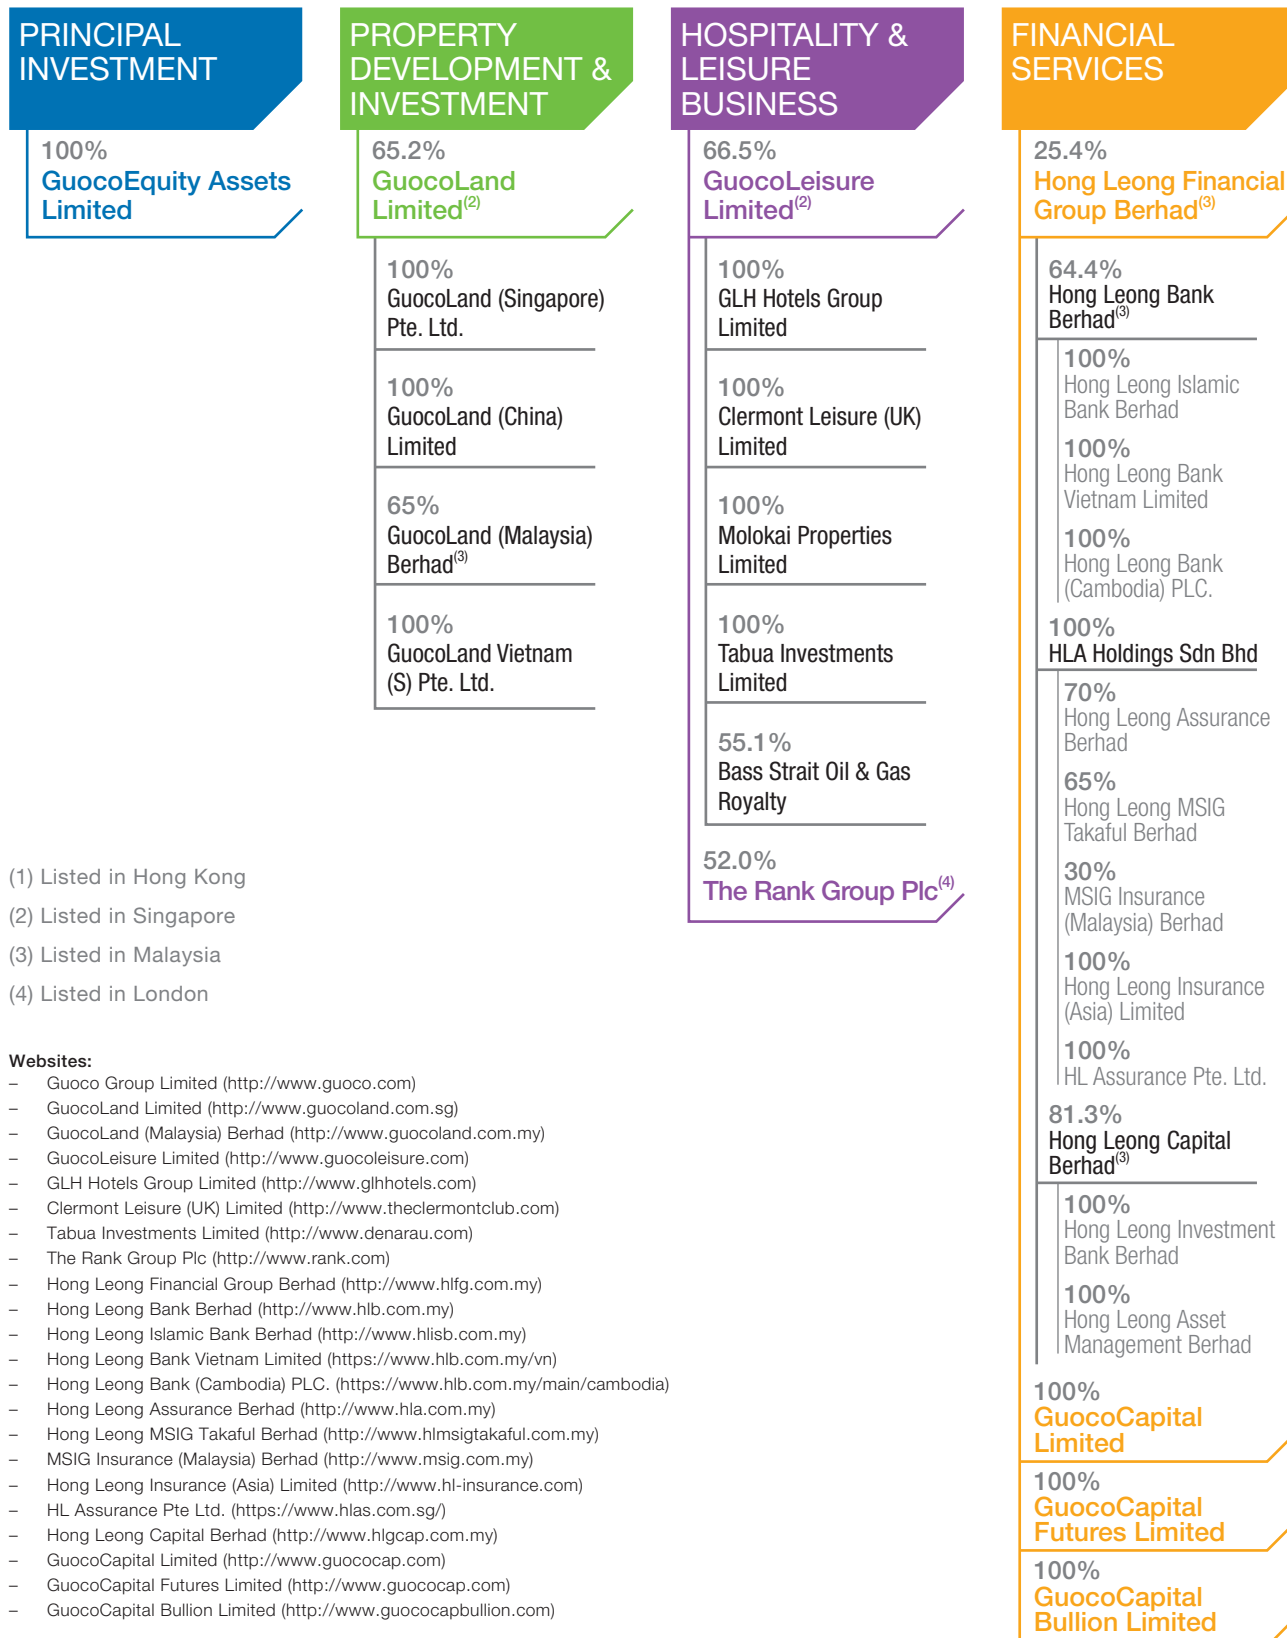 PRINCIPAL
INVESTMENT
100%
GuocoEquity Assets
Limited
PROPERTY
DEVELOPMENT &
INVESTMENT
65.2%
GuocoLand
Limited(2)
100%
GuocoLand (Singapore)
Pte. Ltd.
100%
GuocoLand (China)
Limited
65%
GuocoLand (Malaysia)
Berhad(3)
100%
GuocoLand Vietnam
(S) Pte. Ltd.
HOSPITALITY &
LEISURE
BUSINESS
66.5%
GuocoLeisure
Limited(2)
100%
GLH Hotels Group
Limited
100%
Clermont Leisure (UK)
Limited
100%
Molokai Properties
Limited
100%
Tabua Investments
Limited
55.1%
Bass Strait Oil & Gas
Royalty
52.0%
The Rank Group Plc(4)
FINANCIAL
SERVICES
25.4%
Hong Leong Financial
Group Berhad(3)
64.4%
Hong Leong Bank
Berhad(3)
100%
Hong Leong Islamic
Bank Berhad
100%
Hong Leong Bank
Vietnam Limited
100%
Hong Leong Bank
(Cambodia) PLC.
100%
HLA Holdings Sdn Bhd
70%
Hong Leong Assurance
Berhad
65%
Hong Leong MSIG
Takaful Berhad
30%
MSIG Insurance
(Malaysia) Berhad
100%
Hong Leong Insurance
(Asia) Limited
100%
HL Assurance Pte. Ltd.
81.3%
Hong Leong Capital
Berhad(3)
100%
Hong Leong Investment
Bank Berhad
100%
Hong Leong Asset
Management Berhad
100%
GuocoCapital
Limited
100%
GuocoCapital
Futures Limited
100%
GuocoCapital
Bullion Limited
(1) Listed in Hong Kong
(2) Listed in Singapore
(3) Listed in Malaysia
(4) Listed in London
Websites:
– Guoco Group Limited (http://www.guoco.com)
– GuocoLand Limited (http://www.guocoland.com.sg)
– GuocoLand (Malaysia) Berhad (http://www.guocoland.com.my)
– GuocoLeisure Limited (http://www.guocoleisure.com)
– GLH Hotels Group Limited (http://www.glhhotels.com)
– Clermont Leisure (UK) Limited (http://www.theclermontclub.com)
– Tabua Investments Limited (http://www.denarau.com)
– The Rank Group Plc (http://www.rank.com)
– Hong Leong Financial Group Berhad (http://www.hlfg.com.my)
– Hong Leong Bank Berhad (http://www.hlb.com.my)
– Hong Leong Islamic Bank Berhad (http://www.hlisb.com.my)
– Hong Leong Bank Vietnam Limited (https://www.hlb.com.my/vn)
– Hong Leong Bank (Cambodia) PLC. (https://www.hlb.com.my/main/cambodia)
– Hong Leong Assurance Berhad (http://www.hla.com.my)
– Hong Leong MSIG Takaful Berhad (http://www.hlmsigtakaful.com.my)
– MSIG Insurance (Malaysia) Berhad (http://www.msig.com.my)
– Hong Leong Insurance (Asia) Limited (http://www.hl-insurance.com)
– HL Assurance Pte Ltd. (https://www.hlas.com.sg/)
– Hong Leong Capital Berhad (http://www.hlgcap.com.my)
– GuocoCapital Limited (http://www.guococap.com)
– GuocoCapital Futures Limited (http://www.guococap.com)
– GuocoCapital Bullion Limited (http://www.guococapbullion.com)